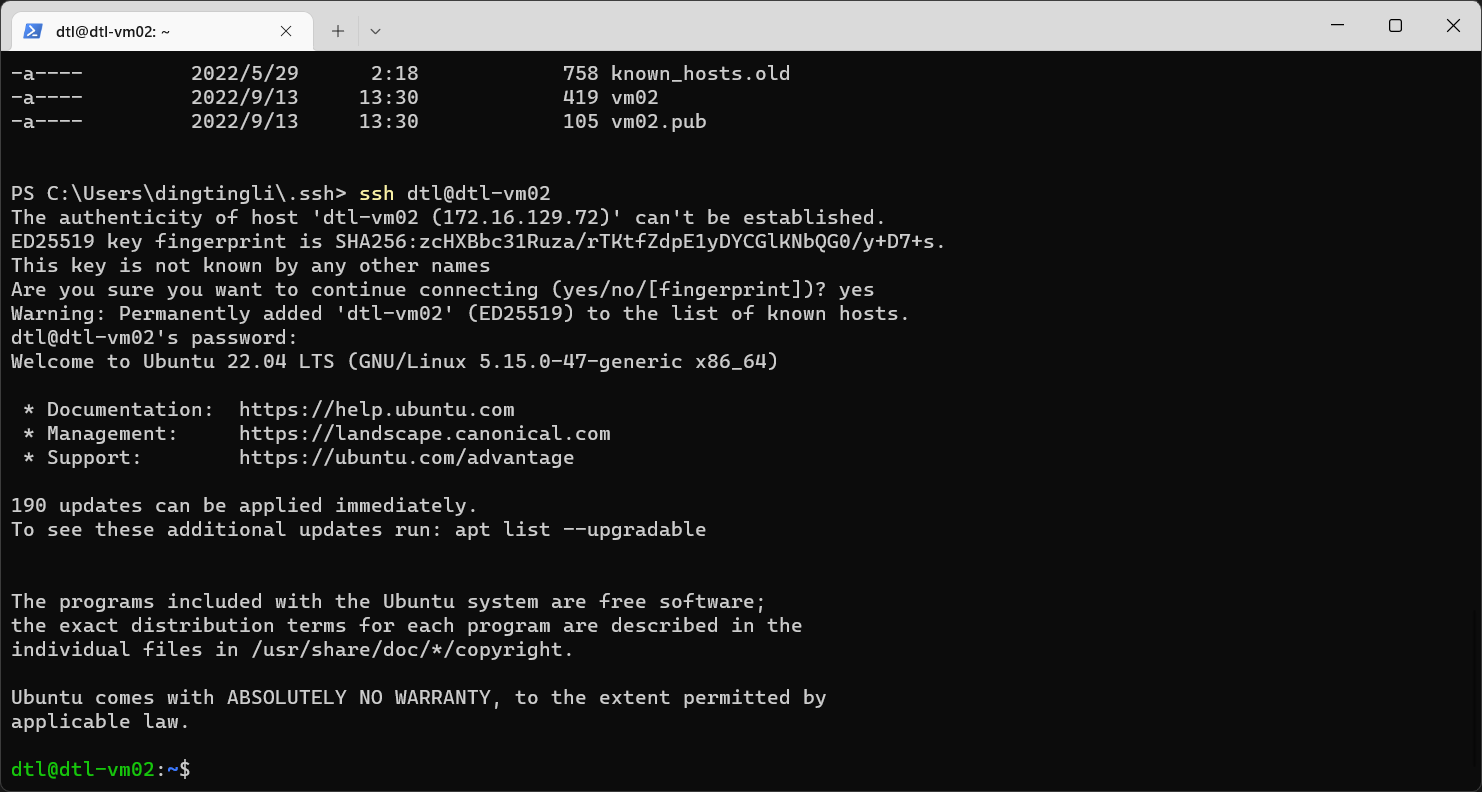 dtl@dtl-vm02: ~
-a----         2022/5/29      2:18            758 known_hosts.old
-a----         2022/9/13     13:30            419 vm02
-a----         2022/9/13     13:30            105 vm02.pub
PS C:\Users\dingtingli\.ssh> ssh dtl@dtl-vm02
The authenticity of host 'dtl-vm02 (172.16.129.72)' can't be established.
ED25519 key fingerprint is SHA256:zcHXBbc31Ruza/rTKtfZdpE1yDYCGlKNbQG0/y+D7+s.
This key is not known by any other names
Are you sure you want to continue connecting (yes/no/[fingerprint])? yes
Warning: Permanently added 'dtl-vm02' (ED25519) to the list of known hosts.
dtl@dtl-vm02's password:
Welcome to Ubuntu 22.04 LTS (GNU/Linux 5.15.0-47-generic x86_64)
 * Documentation:  https://help.ubuntu.com
 * Management:     https://landscape.canonical.com
 * Support:        https://ubuntu.com/advantage
190 updates can be applied immediately.
To see these additional updates run: apt list --upgradable
The programs included with the Ubuntu system are free software;
the exact distribution terms for each program are described in the
individual files in /usr/share/doc/*/copyright.
Ubuntu comes with ABSOLUTELY NO WARRANTY, to the extent permitted by
applicable law.
dtl@dtl-vm02:~$